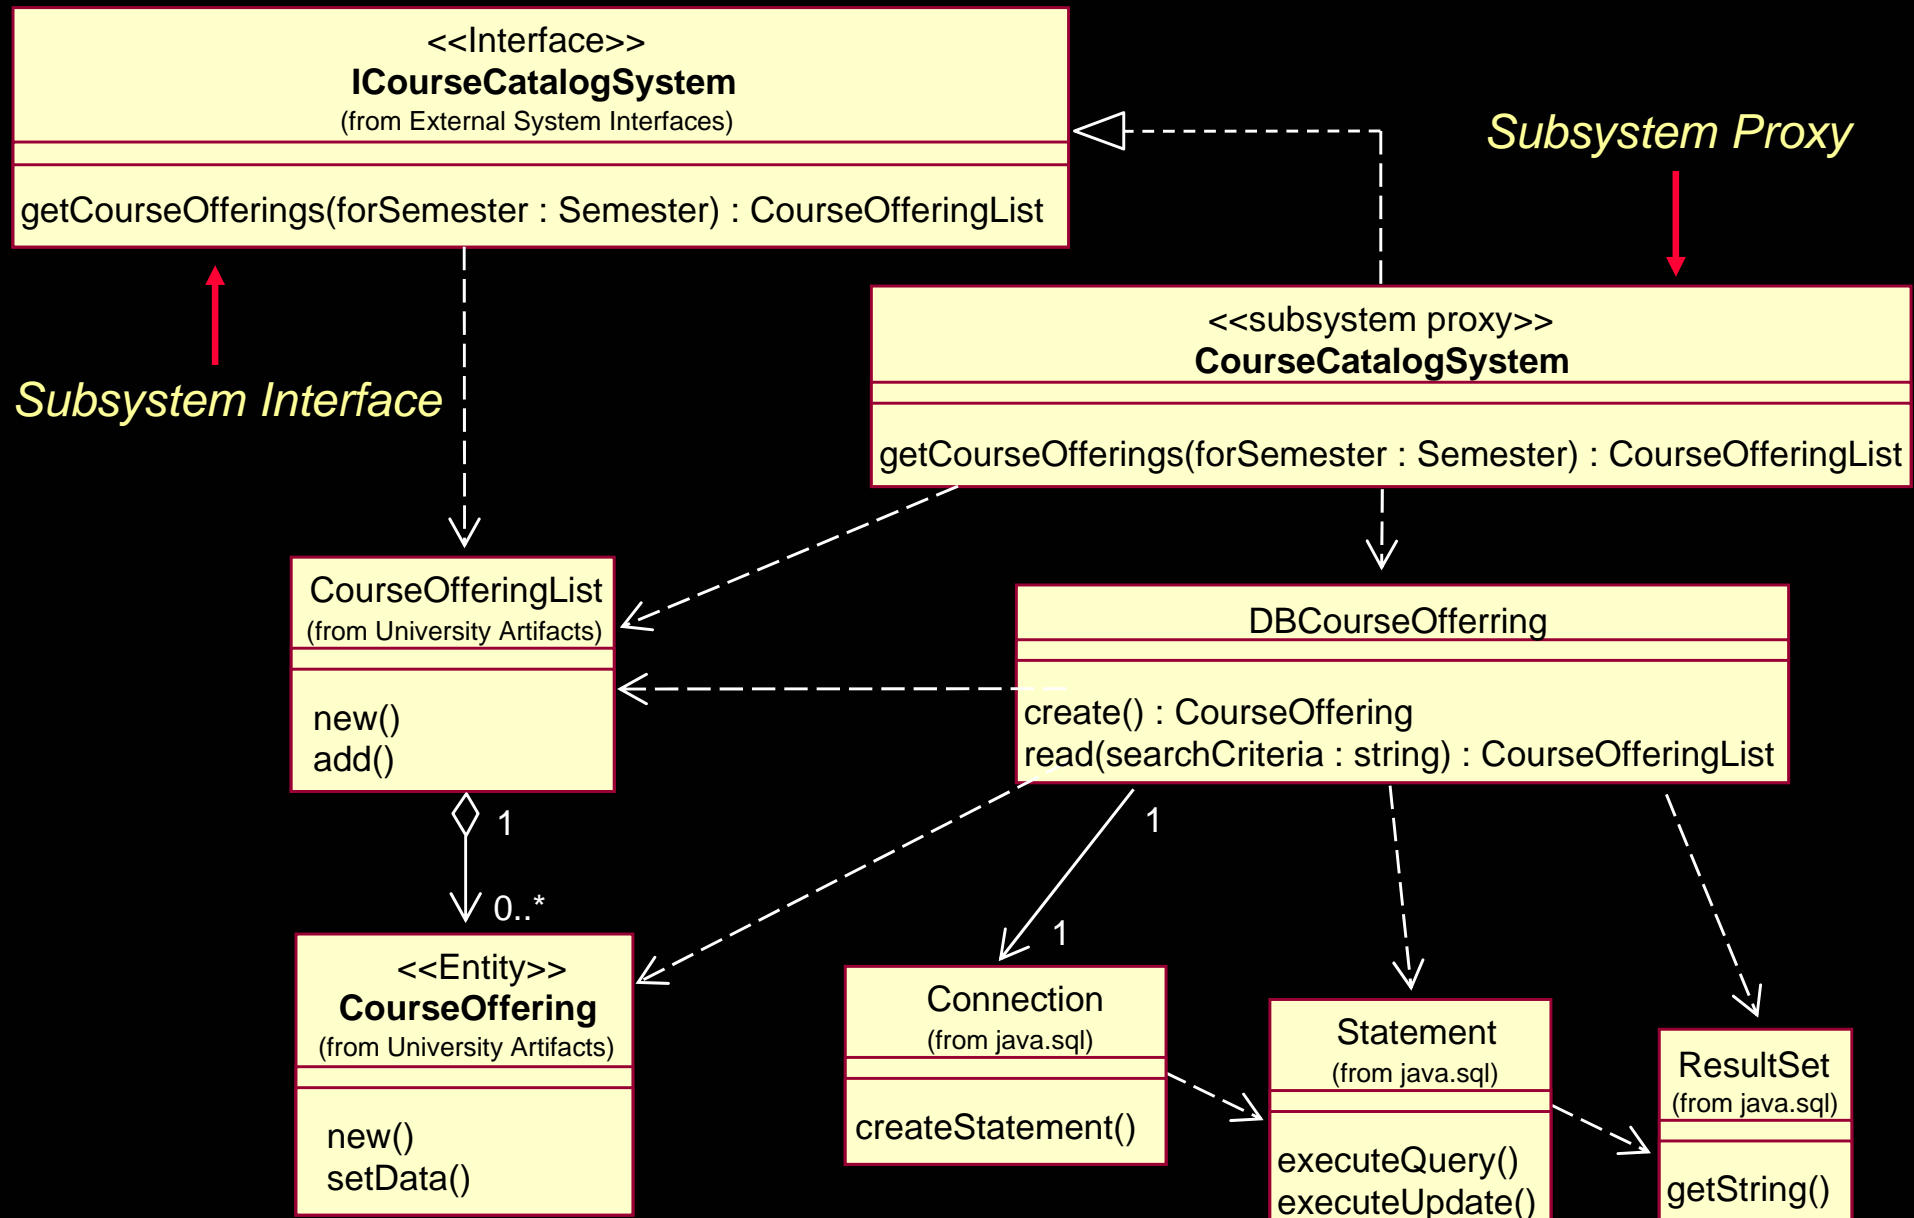 <<Interface>>
ICourseCatalogSystem
(from External System Interfaces)
getCourseOfferings(forSemester : Semester) : CourseOfferingList
Subsystem Proxy
Subsystem Interface
<<subsystem proxy>>
CourseCatalogSystem
getCourseOfferings(forSemester : Semester) : CourseOfferingList
CourseOfferingList
(from University Artifacts)
new()
add()
DBCourseOfferring
create() : CourseOffering
read(searchCriteria : string) : CourseOfferingList
1
0..*
1
1
<<Entity>>
CourseOffering
(from University Artifacts)
new()
setData()
Connection
(from java.sql)
createStatement()
Statement
(from java.sql)
executeQuery()
executeUpdate()
ResultSet
(from java.sql)
getString()